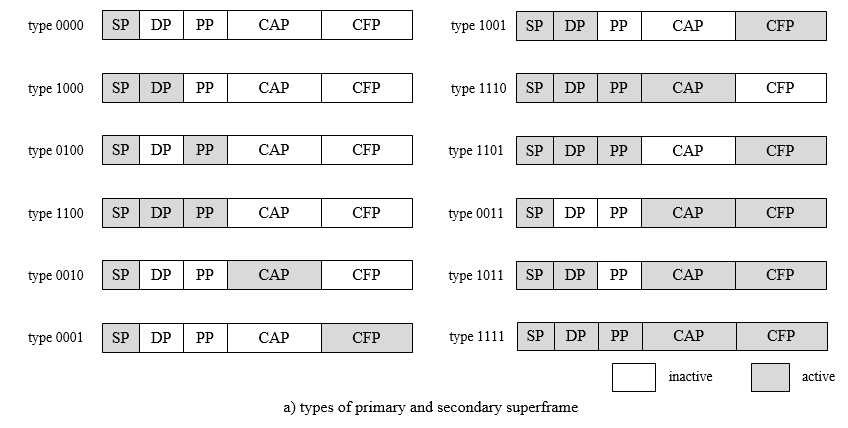 type 0000 SP DP PP CAP CFP
type 1000 SP DP PP CAP CFP
type 0100 SP DP PP CAP CFP
type 1100 SP DP PP CAP CFP
type 0010 SP DP PP CAP CFP
type 0001 SP DP PP CAP CFP
type 1001 SP DP PP CAP CFP
type 1110 SP DP PP CAP CFP
type 1101 SP DP PP CAP CFP
type 0011 SP DP PP CAP CFP
type 1011 SP DP PP CAP CFP
type 1111 SP DP PP CAP CFP
inactive active
a) types of primary and secondary superframe